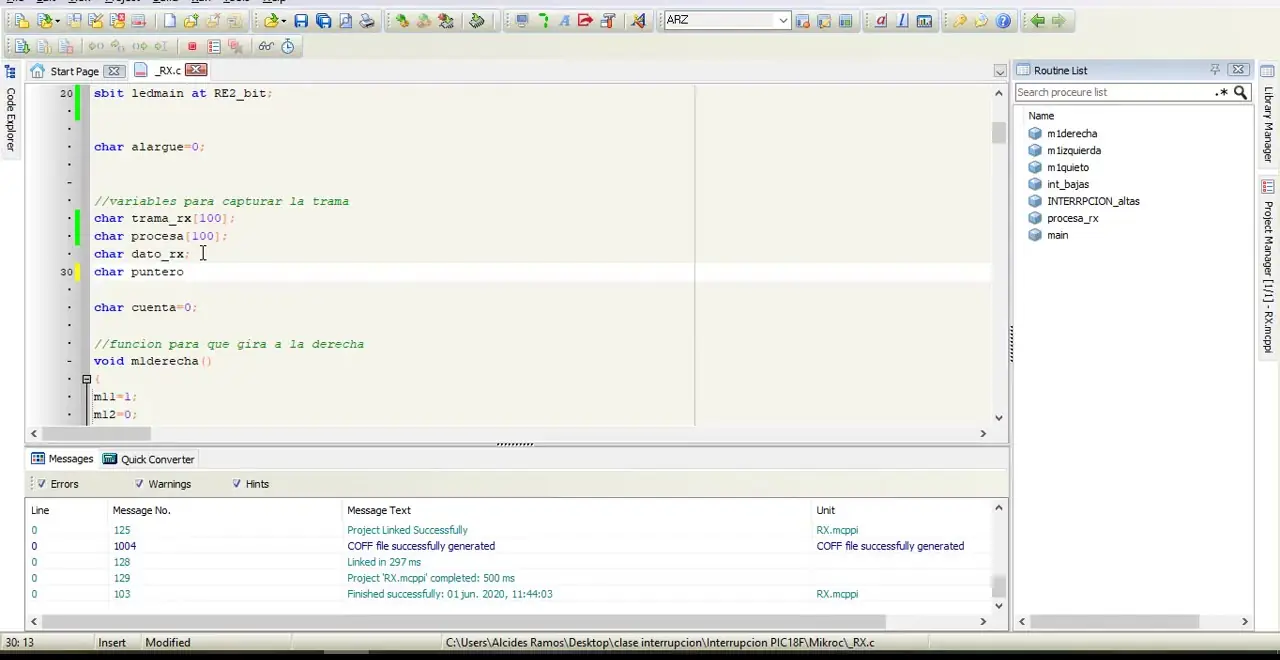 ARZ
Start Page
_RX.c
Code Explorer
20
sbit ledmain at RE2_bit;
char alargue=0;
//variables para capturar la trama
char trama_rx[100];
char procesa[100];
char dato_rx;
30
char puntero
char cuenta=0;
//funcion para que gira a la derecha
void m1derecha()
{
m11=1;
m12=0;
Routine List
Search proceure list
.*
Name
m1derecha
m1izquierda
m1quieto
int_bajas
INTERRPCION_altas
procesa_rx
main
Library Manager
Project Manager [1/1] - RX.mcppi
Messages
Quick Converter
Errors
Warnings
Hints
Line
Message No.
Message Text
Unit
0
125
Project Linked Successfully
RX.mcppi
0
1004
COFF file successfully generated
COFF file successfully generated
0
128
Linked in 297 ms
0
129
Project 'RX.mcppi' completed: 500 ms
0
103
Finished successfully: 01 jun. 2020, 11:44:03
RX.mcppi
30: 13
Insert
Modified
C:\Users\Alcides Ramos\Desktop\clase interrupcion\Interrupcion PIC18F\Mikroc\_RX.c